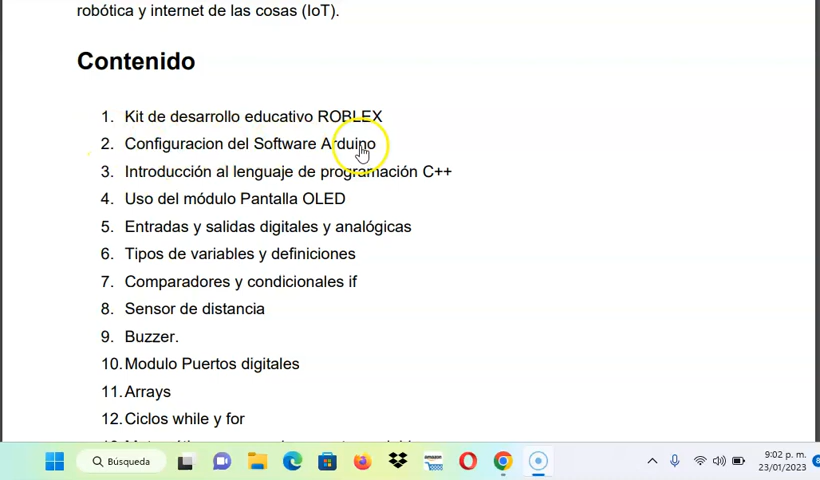 robótica y internet de las cosas (IoT).
Contenido
1. Kit de desarrollo educativo ROBLEX
2. Configuracion del Software Arduino
3. Introducción al lenguaje de programación C++
4. Uso del módulo Pantalla OLED
5. Entradas y salidas digitales y analógicas
6. Tipos de variables y definiciones
7. Comparadores y condicionales if
8. Sensor de distancia
9. Buzzer.
10. Modulo Puertos digitales
11. Arrays
12. Ciclos while y for
Búsqueda
9:02 p. m.
23/01/2023